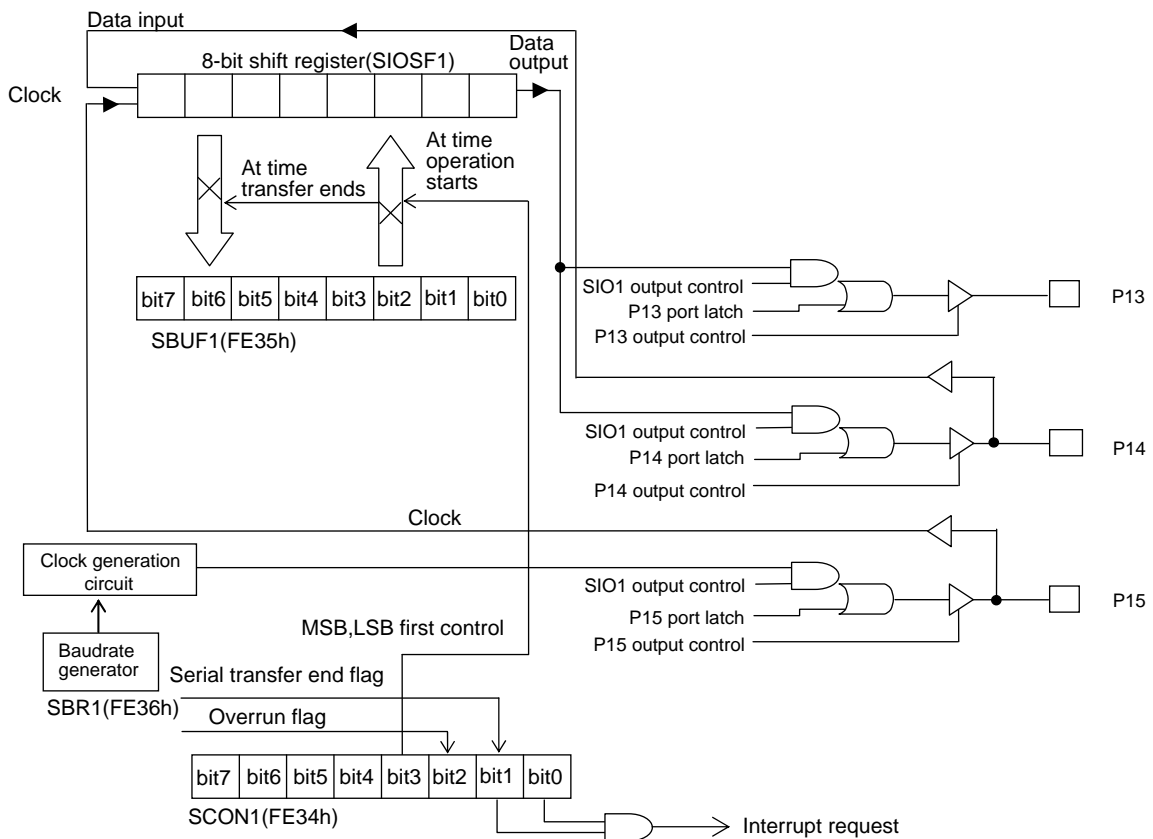 Data input
8-bit shift register(SIOSF1)
Data
output
Clock
At time
transfer ends
At time
operation
starts
bit7 bit6 bit5 bit4 bit3 bit2 bit1 bit0
SBUF1(FE35h)
SIO1 output control
P13 port latch
P13 output control
P13
SIO1 output control
P14 port latch
P14 output control
P14
Clock
Clock generation
circuit
SIO1 output control
P15 port latch
P15 output control
P15
MSB,LSB first control
Baudrate
generator
SBR1(FE36h)
Serial transfer end flag
Overrun flag
bit7 bit6 bit5 bit4 bit3 bit2 bit1 bit0
SCON1(FE34h)
Interrupt request